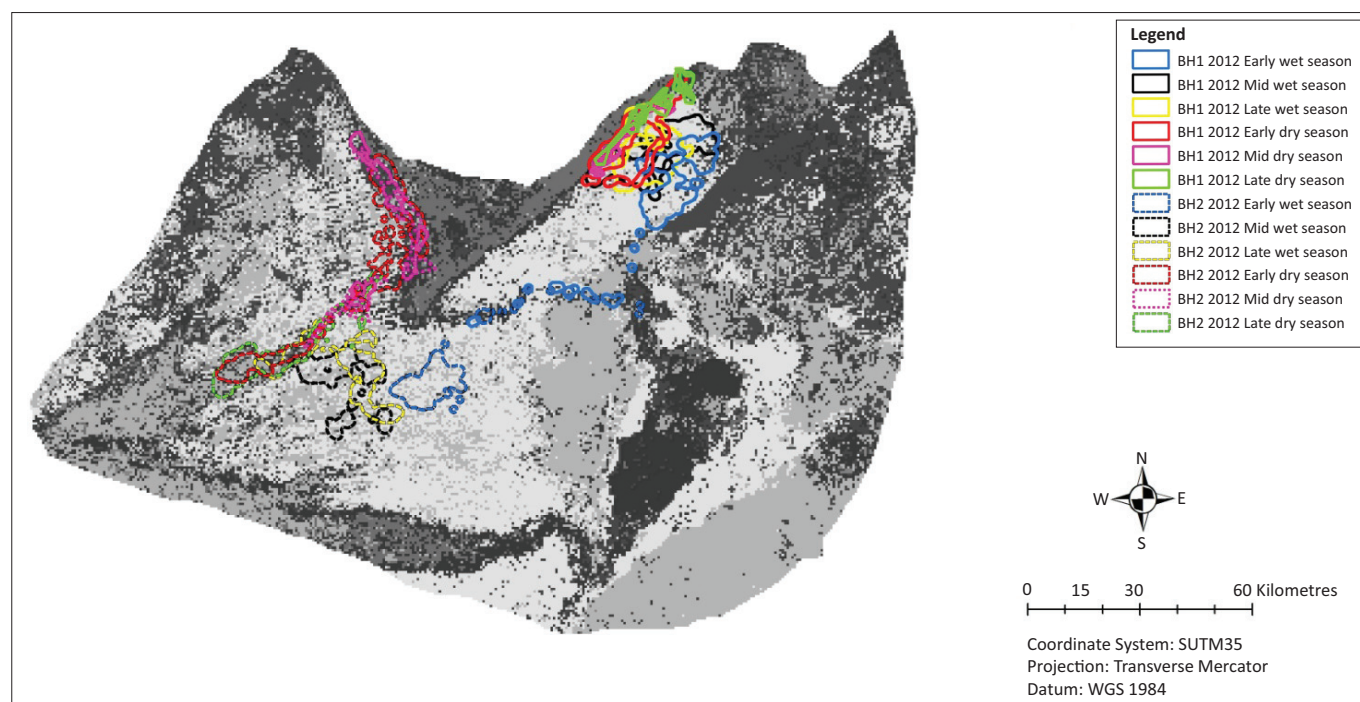 Legend
BH1 2012 Early wet season
BH1 2012 Mid wet season
BH1 2012 Late wet season
BH1 2012 Early dry season
BH1 2012 Mid dry season
BH1 2012 Late dry season
BH2 2012 Early wet season
BH2 2012 Mid wet season
BH2 2012 Late wet season
BH2 2012 Early dry season
BH2 2012 Mid dry season
BH2 2012 Late dry season
N
W E
S
0 15 30 60 Kilometres
Coordinate System: SUTM35
Projection: Transverse Mercator
Datum: WGS 1984